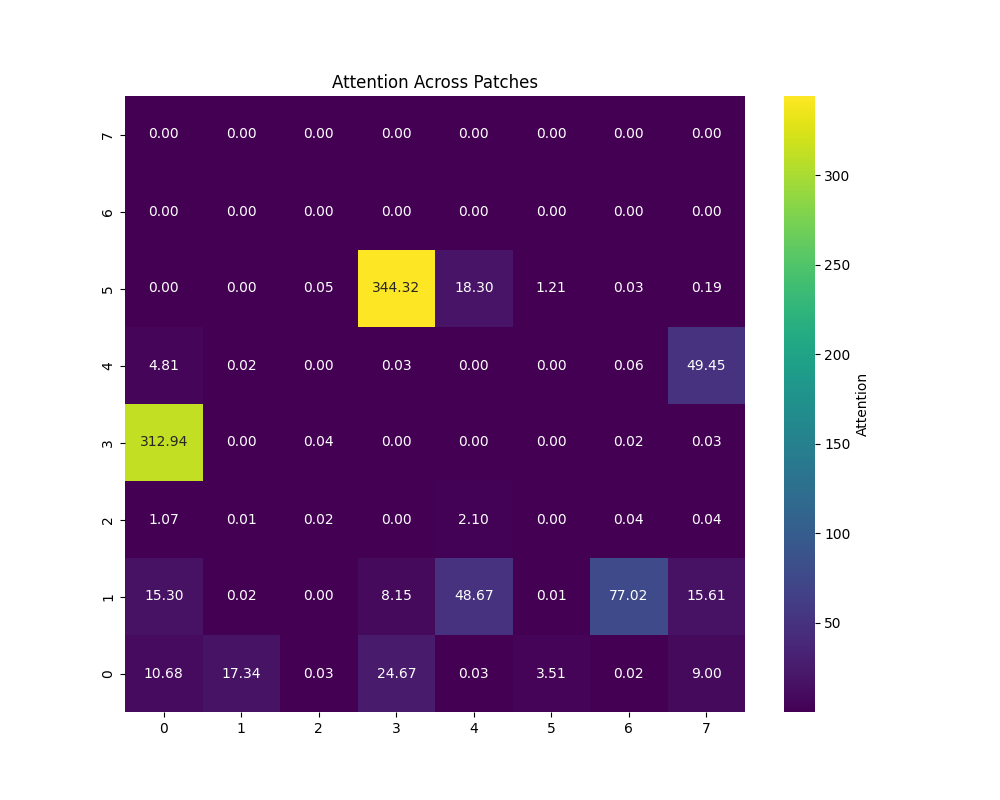 Attention Across Patches
7 0.00 0.00 0.00 0.00 0.00 0.00 0.00 0.00
6 0.00 0.00 0.00 0.00 0.00 0.00 0.00 0.00
5 0.00 0.00 0.05 344.32 18.30 1.21 0.03 0.19
4 4.81 0.02 0.00 0.03 0.00 0.00 0.06 49.45
3 312.94 0.00 0.04 0.00 0.00 0.00 0.02 0.03
2 1.07 0.01 0.02 0.00 2.10 0.00 0.04 0.04
1 15.30 0.02 0.00 8.15 48.67 0.01 77.02 15.61
0 10.68 17.34 0.03 24.67 0.03 3.51 0.02 9.00
0 1 2 3 4 5 6 7
300
250
200
150
100
50
Attention